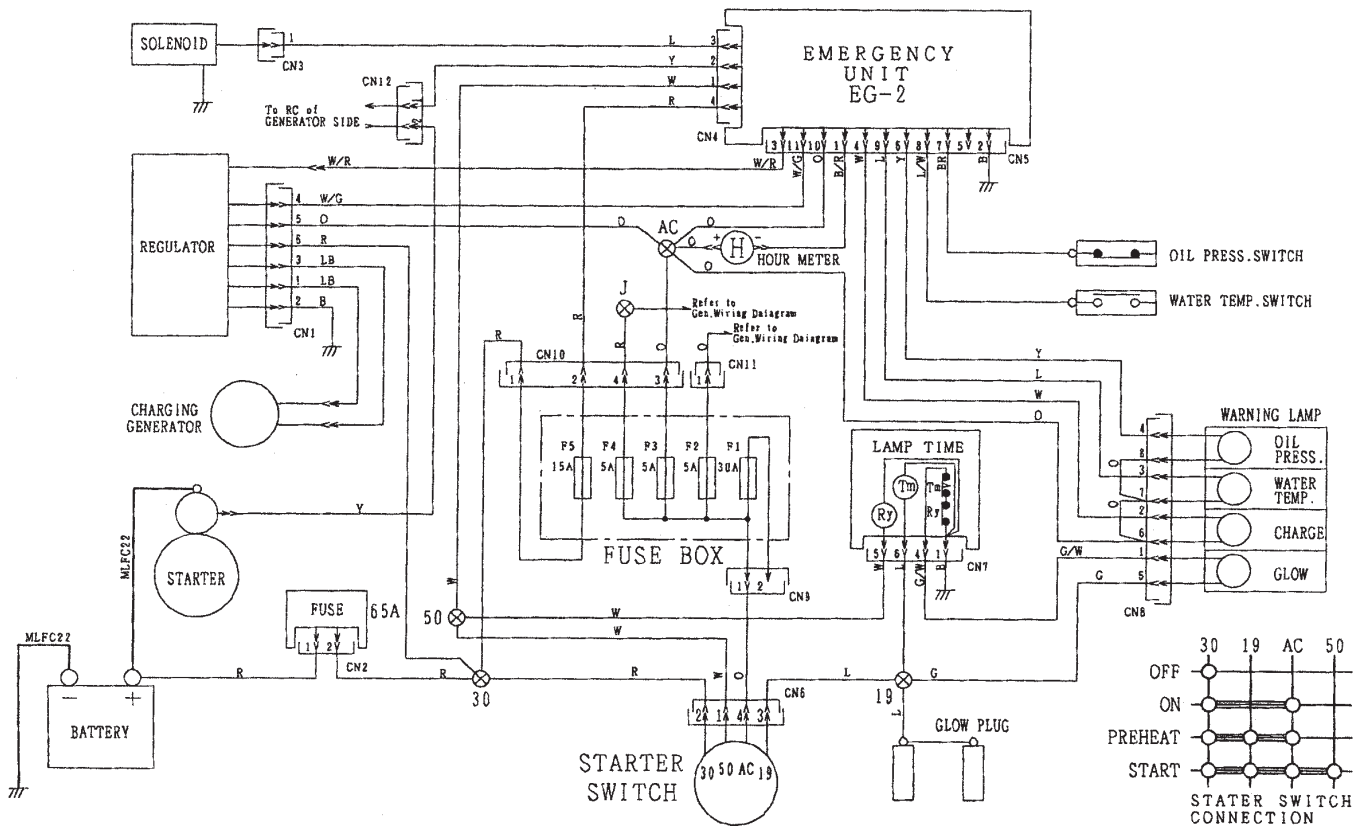 SOLENOID
1
CN3
L
Y
W
R
3
2
1
4
CN4
EMERGENCY
UNIT
EG-2
CN12
1
2
To RC of
GENERATOR SIDE
3 11 10 1 4 9 6 8 7 5 2
CN5
W/R
W/G
O
B/R
W
L
Y
L/W
BR
B
W/R
REGULATOR
4 W/G
5 O
6 R
3 LB
1 LB
2 B
CN1
O
AC
O
O
O
+
H
-
HOUR METER
OIL PRESS.SWITCH
WATER TEMP.SWITCH
J
Refer to
Gen.Wiring Daiagram
Refer to
Gen.Wiring Daiagram
R
R
R
O
O
CN10
1 2 4 3
CN11
1
CHARGING
GENERATOR
Y
L
W
O
F5
15A
F4
5A
F3
5A
F2
5A
F1
30A
FUSE BOX
LAMP TIME
Tm
Tm
Ry
Ry
5 6 4 1
CN7
W
L
G/W
B
WARNING LAMP
4
8
3
7
2
6
1
5
O
O
CN8
OIL
PRESS.
WATER
TEMP.
CHARGE
GLOW
G/W
G
MLFC22
STARTER
Y
1 2
CN9
W
50
W
W
FUSE
65A
1 2
CN2
MLFC22
R
R
30
R
W
O
L
19
G
L
- +
BATTERY
2 1 4 3
CN6
30 50 AC 19
STARTER
SWITCH
GLOW PLUG
30 19 AC 50
OFF
ON
PREHEAT
START
STATER SWITCH
CONNECTION